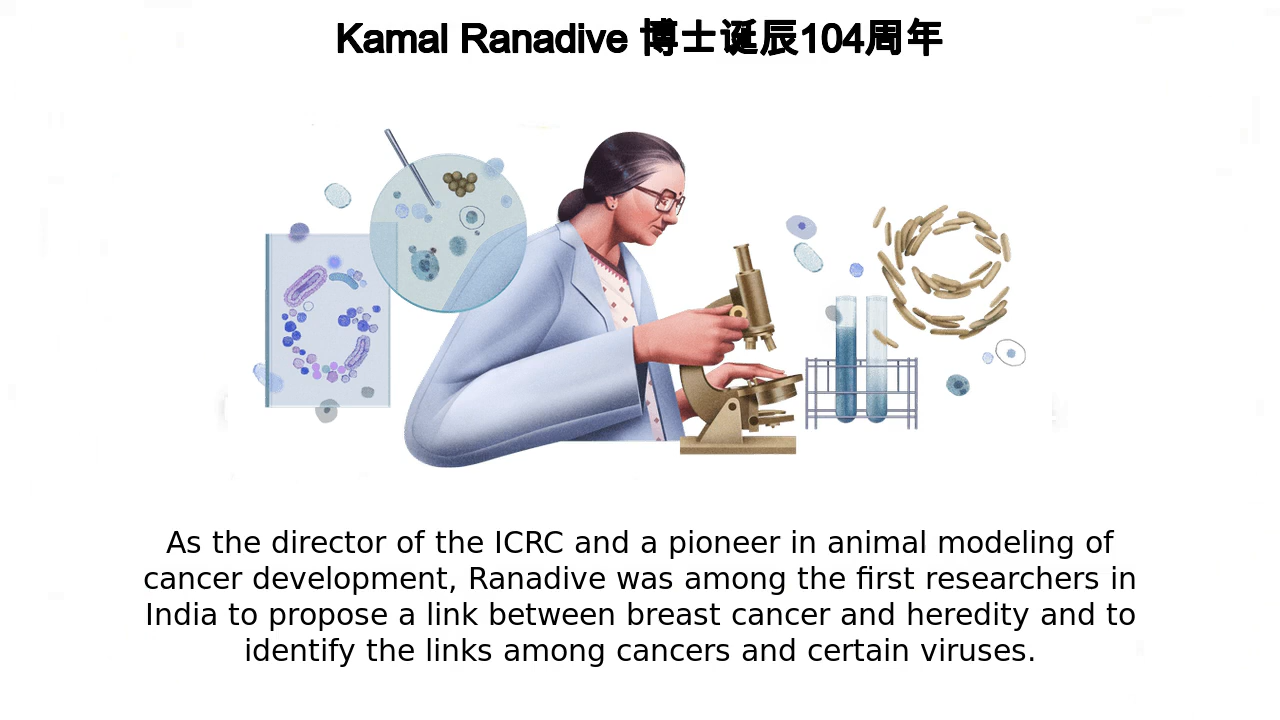 Kamal Ranadive 博士诞辰104周年
As the director of the ICRC and a pioneer in animal modeling of
cancer development, Ranadive was among the first researchers in
India to propose a link between breast cancer and heredity and to
identify the links among cancers and certain viruses.